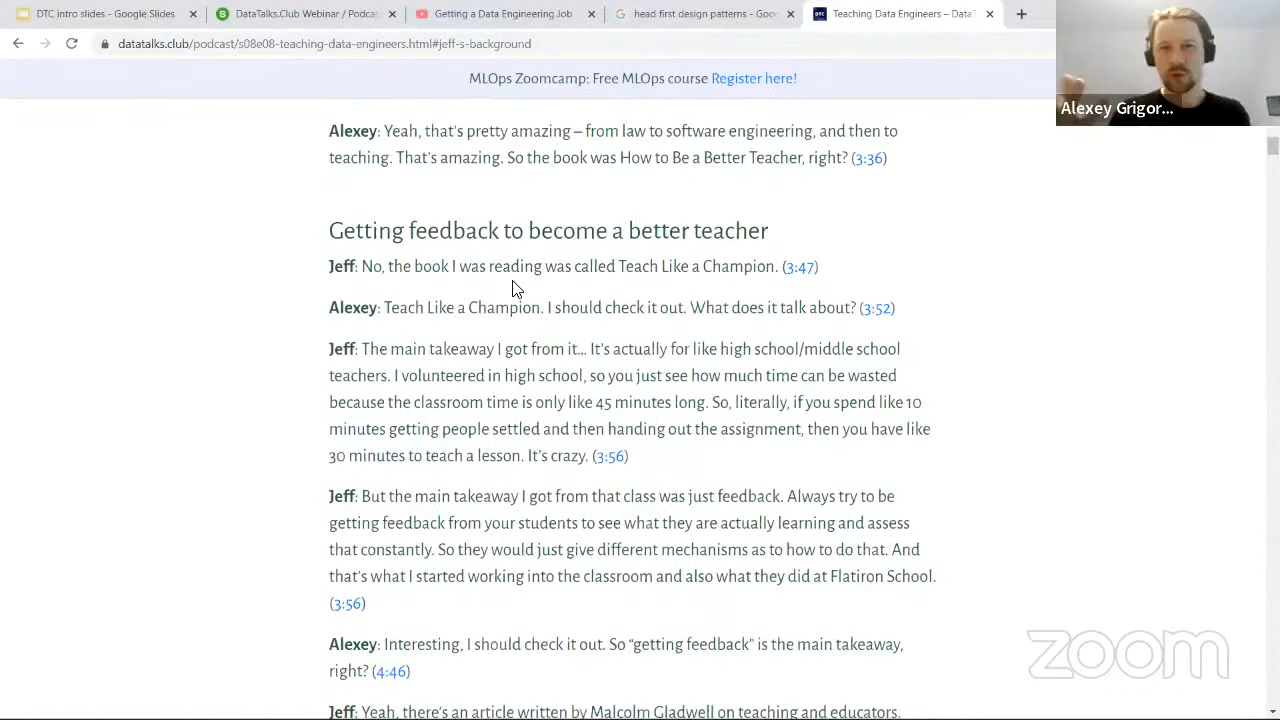 DTC intro slides - Google Slides
DataTalks.Club Webinar / Podca
Getting a Data Engineering
head first design patterns - Goo
Teaching Data Engineers – DataT
datatalks.club/podcast/s08e08-teaching-data-engineers.html#jeff-s-background
MLOps Zoomcamp: Free MLOps course Register here!
Alexey Grigor...
Alexey: Yeah, that's pretty amazing – from law to software engineering, and then to
teaching. That's amazing. So the book was How to Be a Better Teacher, right? (3:36)
Getting feedback to become a better teacher
Jeff: No, the book I was reading was called Teach Like a Champion. (3:47)
Alexey: Teach Like a Champion. I should check it out. What does it talk about? (3:52)
Jeff: The main takeaway I got from it... It's actually for like high school/middle school
teachers. I volunteered in high school, so you just see how much time can be wasted
because the classroom time is only like 45 minutes long. So, literally, if you spend like 10
minutes getting people settled and then handing out the assignment, then you have like
30 minutes to teach a lesson. It's crazy. (3:56)
Jeff: But the main takeaway I got from that class was just feedback. Always try to be
getting feedback from your students to see what they are actually learning and assess
that constantly. So they would just give different mechanisms as to how to do that. And
that's what I started working into the classroom and also what they did at Flatiron School.
(3:56)
Alexey: Interesting, I should check it out. So “getting feedback” is the main takeaway,
right? (4:46)
Jeff: Yeah, there's an article written by Malcolm Gladwell on teaching and educators.
zoom